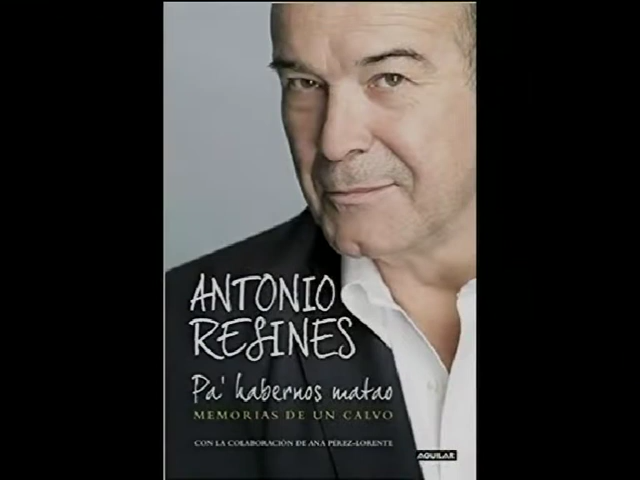 ANTONIO
RESINES
Pa' habernos matao
MEMORIAS DE UN CALVO
CON LA COLABORACIÓN DE ANA PÉREZ-LORENTE
AGUILAR